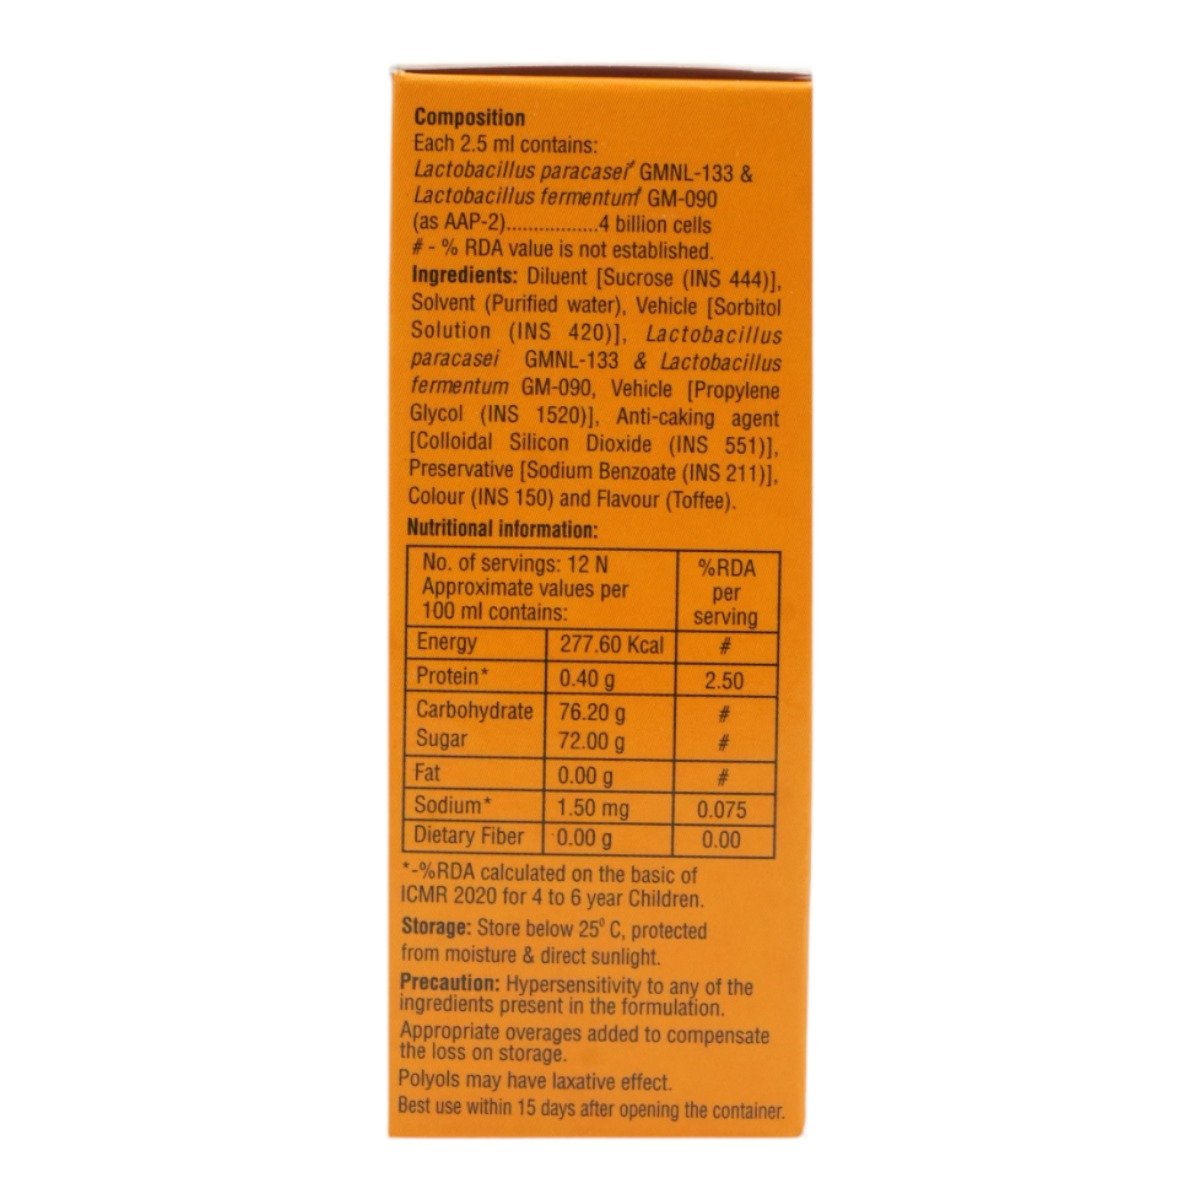 Composition
Each 2.5 ml contains:
Lactobacillus paracasei# GMNL-133 &
Lactobacillus fermentum# GM-090
(as AAP-2).................4 billion cells
# - % RDA value is not established.
Ingredients: Diluent [Sucrose (INS 444)],
Solvent (Purified water), Vehicle [Sorbitol
Solution (INS 420)], Lactobacillus
paracasei GMNL-133 & Lactobacillus
fermentum GM-090, Vehicle [Propylene
Glycol (INS 1520)], Anti-caking agent
[Colloidal Silicon Dioxide (INS 551)],
Preservative [Sodium Benzoate (INS 211)],
Colour (INS 150) and Flavour (Toffee).
Nutritional information:
No. of servings: 12 N
Approximate values per
100 ml contains:
%RDA
per
serving
Energy 277.60 Kcal #
Protein* 0.40 g 2.50
Carbohydrate 76.20 g #
Sugar 72.00 g #
Fat 0.00 g #
Sodium* 1.50 mg 0.075
Dietary Fiber 0.00 g 0.00
*-%RDA calculated on the basic of
ICMR 2020 for 4 to 6 year Children.
Storage: Store below 25° C, protected
from moisture & direct sunlight.
Precaution: Hypersensitivity to any of the
ingredients present in the formulation.
Appropriate overages added to compensate
the loss on storage.
Polyols may have laxative effect.
Best use within 15 days after opening the container.